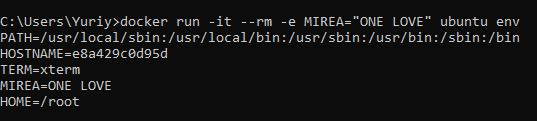 C:\Users\Yuriy>docker run -it --rm -e MIREA="ONE LOVE" ubuntu env
PATH=/usr/local/sbin:/usr/local/bin:/usr/sbin:/usr/bin:/sbin:/bin
HOSTNAME=e8a429c0d95d
TERM=xterm
MIREA=ONE LOVE
HOME=/root